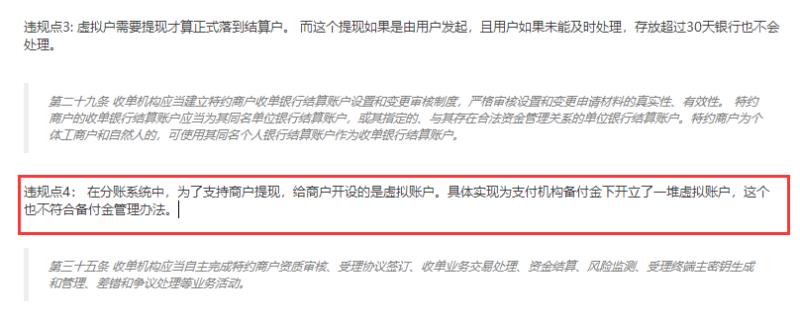 违规点3: 虚拟户需要提现才算正式落到结算户。 而这个提现如果是由用户发起，且用户如果未能及时处理，存放超过30天银行也不会
处理。
第二十九条 收单机构应当建立特约商户收单银行结算账户设置和变更审核制度，严格审核设置和变更申请材料的真实性、有效性。 特约
商户的收单银行结算账户应当为其同名单位银行结算账户，或其指定的、与其存在合法资金管理关系的单位银行结算账户。特约商户为个
体工商户和自然人的，可使用其同名个人银行结算账户作为收单银行结算账户。
违规点4： 在分账系统中，为了支持商户提现，给商户开设的是虚拟账户。具体实现为支付机构备付金下开立了一堆虚拟账户，这个
也不符合备付金管理办法。
第三十五条 收单机构应当自主完成特约商户资质审核、受理协议签订、收单业务交易处理、资金结算、风险监测、受理终端主密钥生成
和管理、差错和争议处理等业务活动。